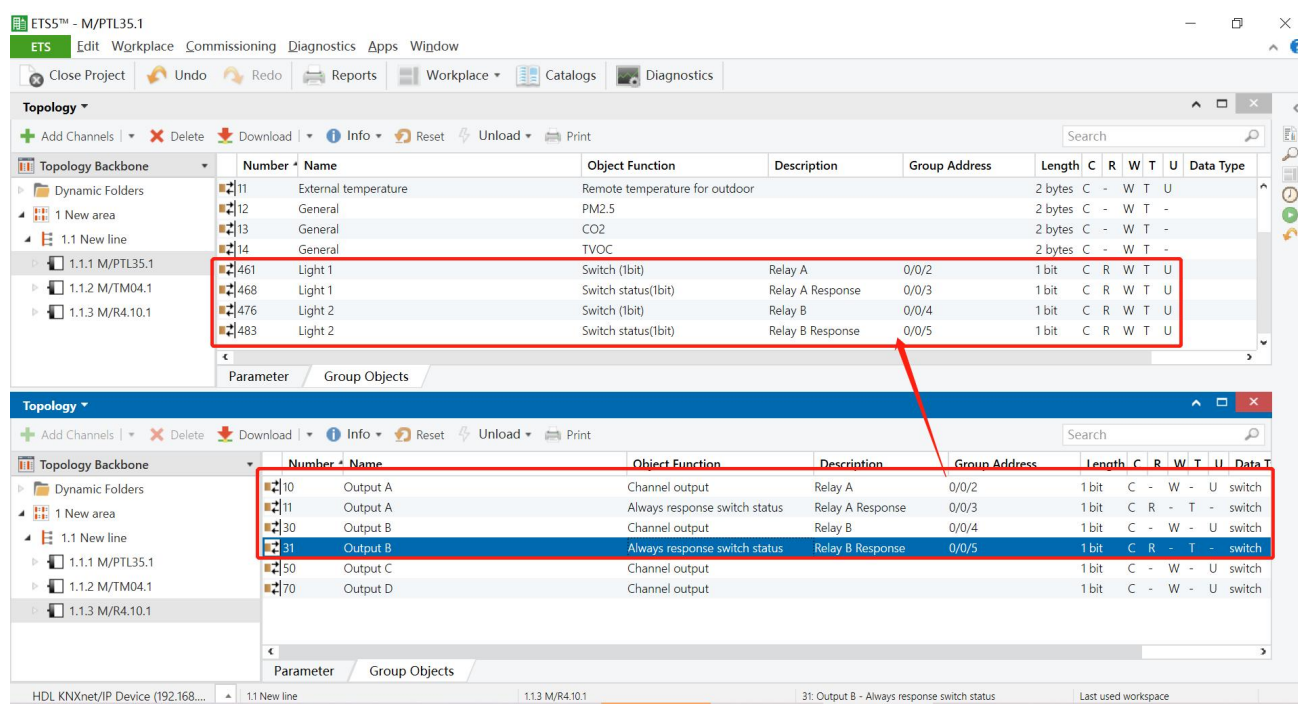 ETS5™ - M/PTL35.1
ETS Edit Workplace Commissioning Diagnostics Apps Window
Close Project Undo Redo Reports Workplace Catalogs Diagnostics
Topology
Add Channels Delete Download Info Reset Unload Print Search
Topology Backbone Number Name Object Function Description Group Address Length C R W T U Data Type
Dynamic Folders 11 External temperature Remote temperature for outdoor 2 bytes C - W T U
1 New area 12 General PM2.5 2 bytes C - W T -
1.1 New line 13 General CO2 2 bytes C - W T -
14 General TVOC 2 bytes C - W T -
1.1.1 M/PTL35.1 461 Light 1 Switch (1bit) Relay A 0/0/2 1 bit C R W T U
1.1.2 M/TM04.1 468 Light 1 Switch status(1bit) Relay A Response 0/0/3 1 bit C R W T U
1.1.3 M/R4.10.1 476 Light 2 Switch (1bit) Relay B 0/0/4 1 bit C R W T U
483 Light 2 Switch status(1bit) Relay B Response 0/0/5 1 bit C R W T U
Parameter Group Objects
Topology
Add Channels Delete Download Info Reset Unload Print Search
Topology Backbone Number Name Object Function Description Group Address Length C R W T U Data T
Dynamic Folders 10 Output A Channel output Relay A 0/0/2 1 bit C - W - U switch
1 New area 11 Output A Always response switch status Relay A Response 0/0/3 1 bit C R - T - switch
1.1 New line 30 Output B Channel output Relay B 0/0/4 1 bit C - W - U switch
31 Output B Always response switch status Relay B Response 0/0/5 1 bit C R - T - switch
1.1.1 M/PTL35.1 50 Output C Channel output 1 bit C - W - U switch
1.1.2 M/TM04.1 70 Output D Channel output 1 bit C - W - U switch
1.1.3 M/R4.10.1
Parameter Group Objects
HDL KNXnet/IP Device (192.168.... 1.1 New line 1.1.3 M/R4.10.1 31: Output B - Always response switch status Last used workspace